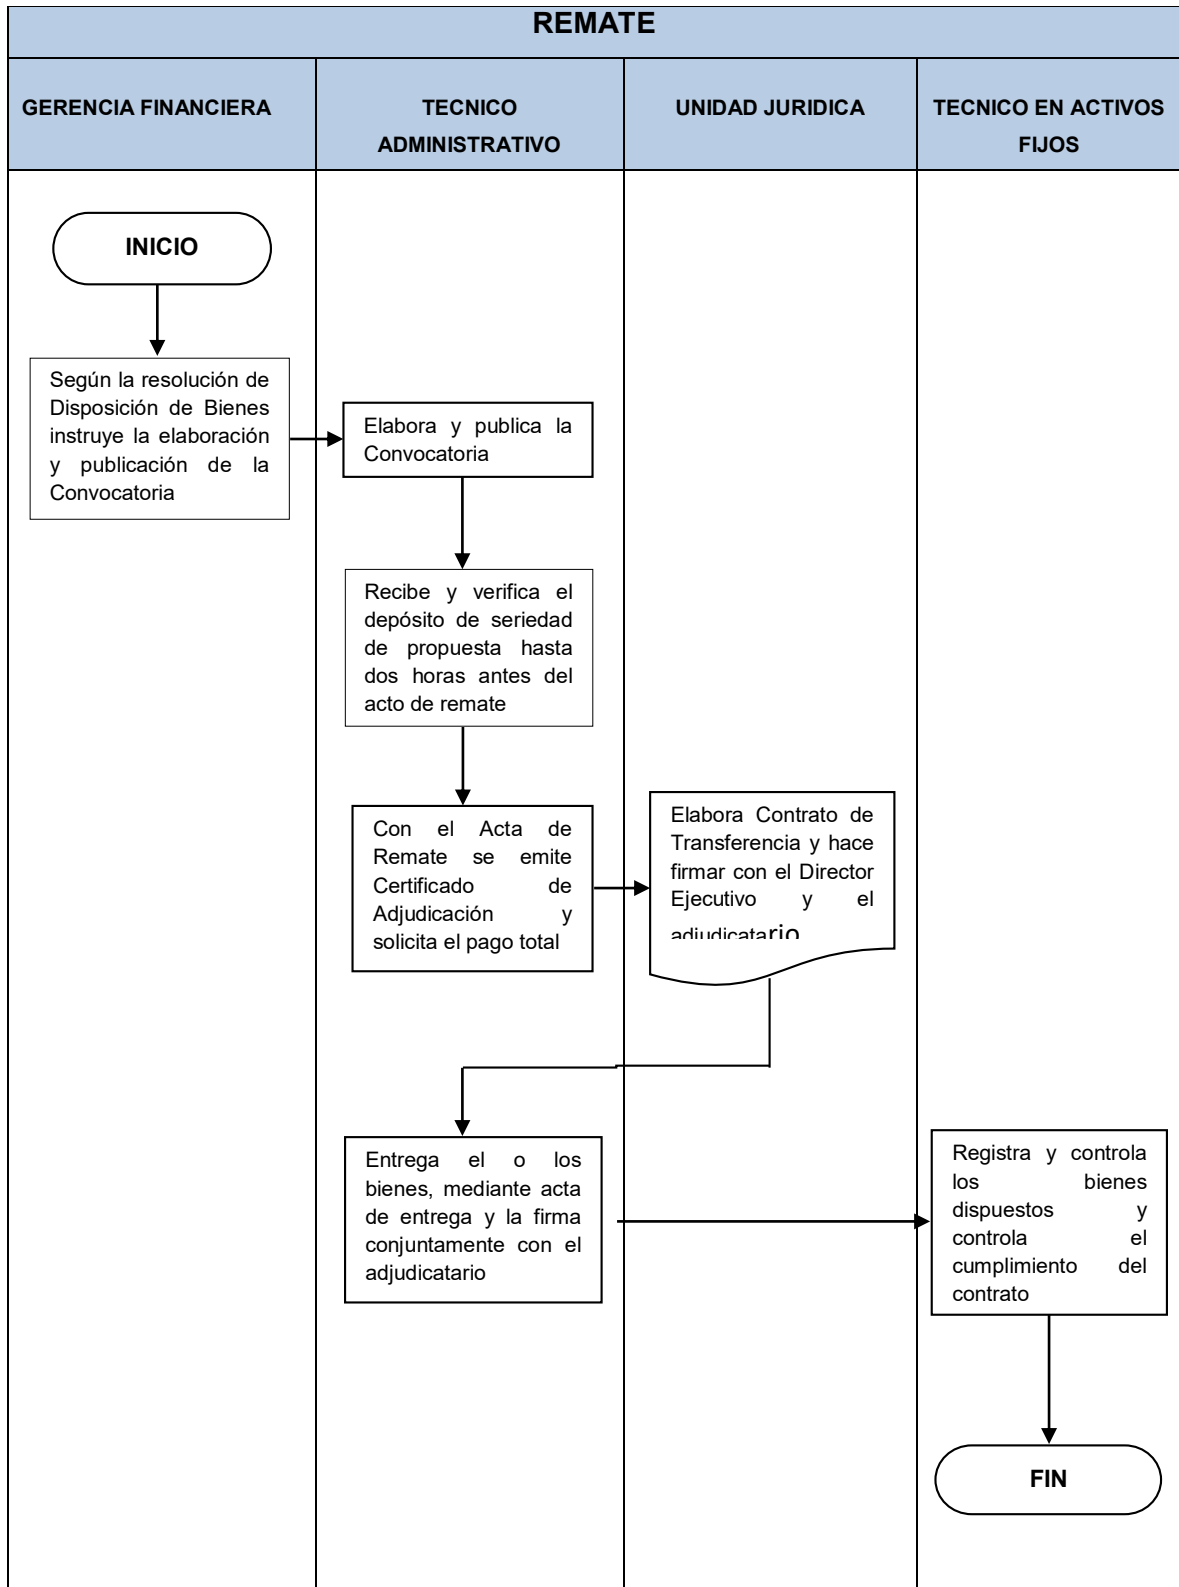 REMATE
GERENCIA FINANCIERA
TECNICO
ADMINISTRATIVO
UNIDAD JURIDICA
TECNICO EN ACTIVOS
FIJOS
INICIO
Según la resolución de
Disposición de Bienes
instruye la elaboración
y publicación de la
Convocatoria
Elabora y publica la
Convocatoria
Recibe y verifica el
depósito de seriedad
de propuesta hasta
dos horas antes del
acto de remate
Con el Acta de
Remate se emite
Certificado de
Adjudicación y
solicita el pago total
Elabora Contrato de
Transferencia y hace
firmar con el Director
Ejecutivo y el
adjudicatario
Entrega el o los
bienes, mediante acta
de entrega y la firma
conjuntamente con el
adjudicatario
Registra y controla
los bienes
dispuestos y
controla el
cumplimiento del
contrato
FIN